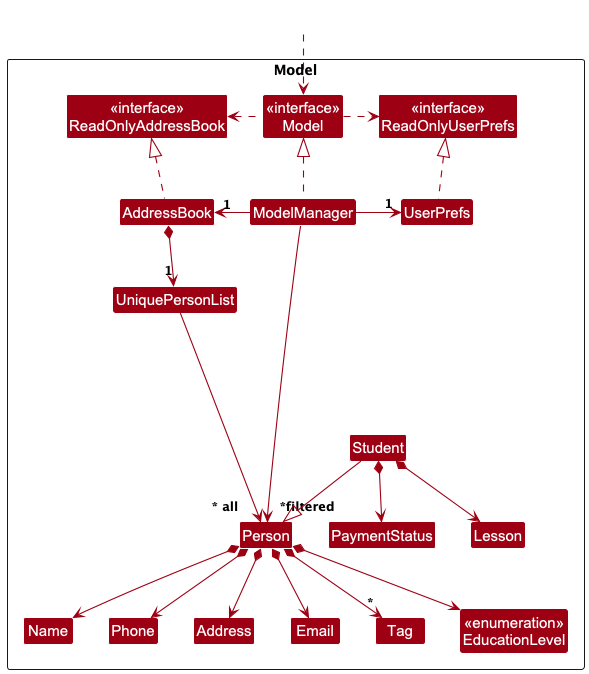 Model
«interface»
ReadOnlyAddressBook
«interface»
Model
«interface»
ReadOnlyUserPrefs
AddressBook
1
ModelManager
1
UserPrefs
1
UniquePersonList
Student
* all
*filtered
Person
PaymentStatus
Lesson
*
Name
Phone
Address
Email
Tag
«enumeration»
EducationLevel